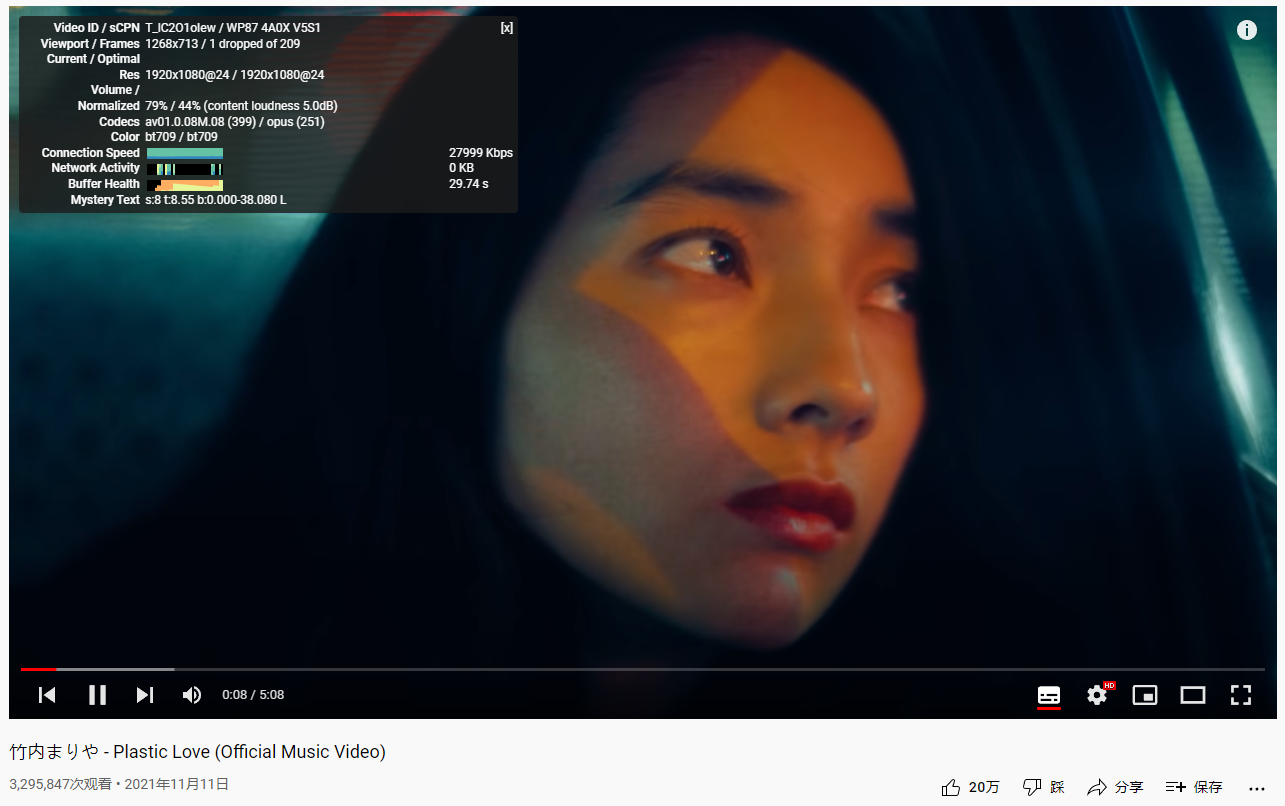 Video ID / sCPN T_lC2O1oIew / WP87 4A0X V5S1 [x]
Viewport / Frames 1268x713 / 1 dropped of 209
Current / Optimal
Res 1920x1080@24 / 1920x1080@24
Volume /
Normalized 79% / 44% (content loudness 5.0dB)
Codecs av01.0.08M.08 (399) / opus (251)
Color bt709 / bt709
Connection Speed 27999 Kbps
Network Activity 0 KB
Buffer Health 29.74 s
Mystery Text s:8 t:8.55 b:0.000-38.080 L
0:08 / 5:08 HD
竹内まりや - Plastic Love (Official Music Video)
3,295,847次观看 • 2021年11月11日
20万 踩 分享 保存